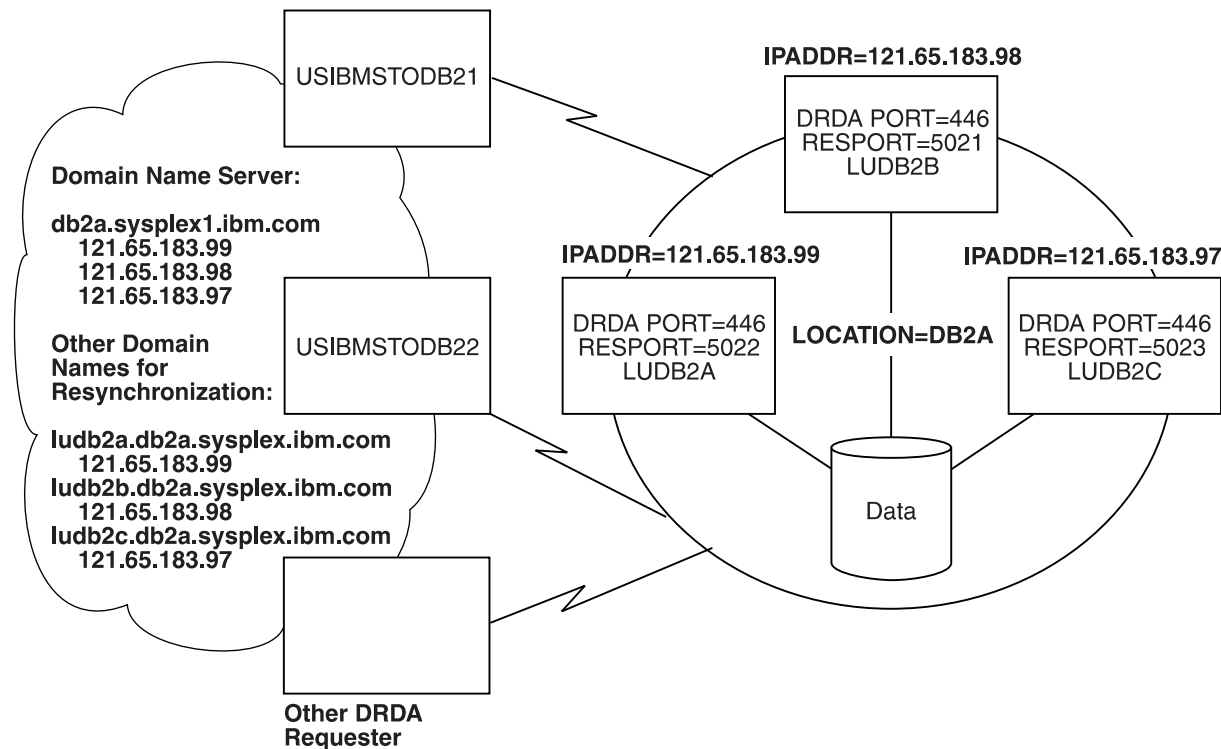 USIBMSTODB21
Domain Name Server:
db2a.sysplex1.ibm.com
121.65.183.99
121.65.183.98
121.65.183.97
USIBMSTODB22
Other Domain
Names for
Resynchronization:
ludb2a.db2a.sysplex.ibm.com
121.65.183.99
ludb2b.db2a.sysplex.ibm.com
121.65.183.98
ludb2c.db2a.sysplex.ibm.com
121.65.183.97
Other DRDA
Requester
IPADDR=121.65.183.98
DRDA PORT=446
RESPORT=5021
LUDB2B
IPADDR=121.65.183.99
DRDA PORT=446
RESPORT=5022
LUDB2A
LOCATION=DB2A
IPADDR=121.65.183.97
DRDA PORT=446
RESPORT=5023
LUDB2C
Data